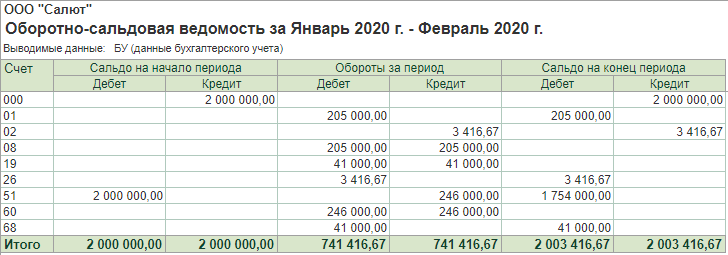 ООО "Салют"
Оборотно-сальдовая ведомость за Январь 2020 г. - Февраль 2020 г.
Выводимые данные: БУ (данные бухгалтерского учета)
Счет Сальдо на начало периода Обороты за период Сальдо на конец периода
Дебет Кредит Дебет Кредит Дебет Кредит
000 2 000 000,00 2 000 000,00
01 205 000,00 205 000,00
02 3 416,67 3 416,67
08 205 000,00 205 000,00
19 41 000,00 41 000,00
26 3 416,67 3 416,67
51 2 000 000,00 246 000,00 1 754 000,00
60 246 000,00 246 000,00
68 41 000,00 41 000,00
Итого 2 000 000,00 2 000 000,00 741 416,67 741 416,67 2 003 416,67 2 003 416,67